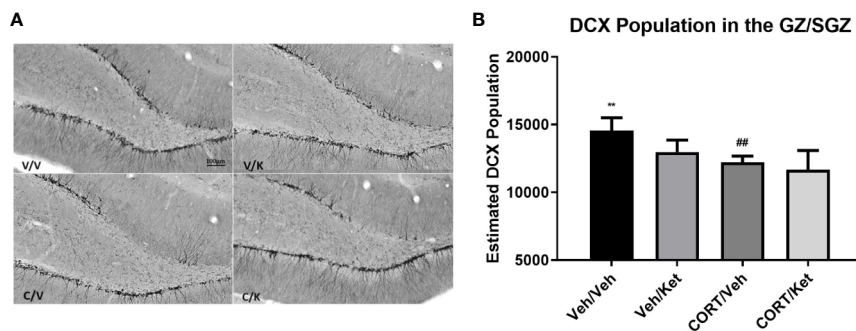 A
V/V
100µm
V/K
C/V
C/K
B
DCX Population in the GZ/SGZ
Estimated DCX Population
20000
15000
10000
5000
**
##
Veh/Veh
Veh/Ket
CORT/Veh
CORT/Ket